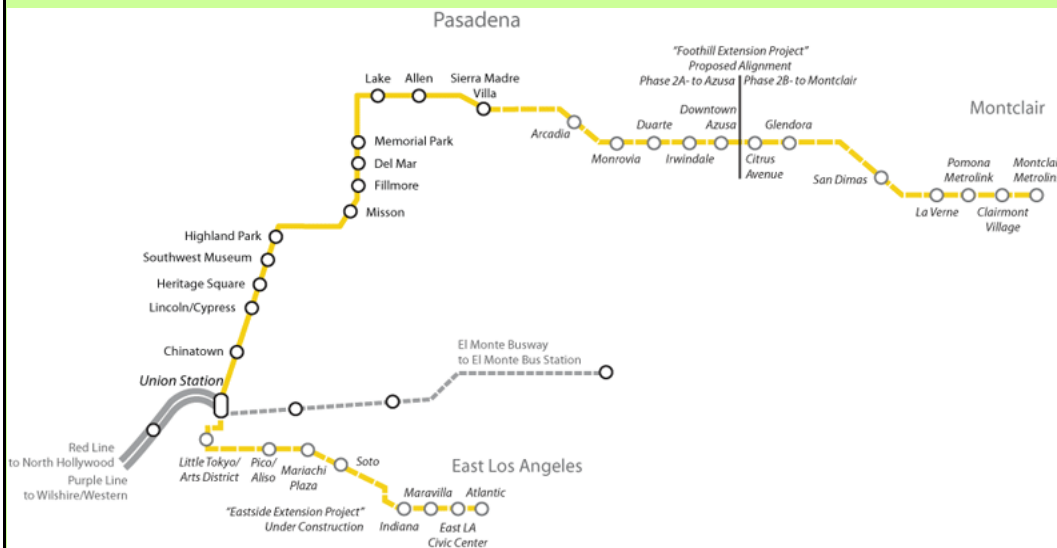 Pasadena
"Foothill Extension Project"
Proposed Alignment
Phase 2A- to Azusa
Phase 2B- to Montclair
Lake
Allen
Sierra Madre
Villa
Arcadia
Monrovia
Duarte
Irwindale
Downtown
Azusa
Citrus
Avenue
Glendora
San Dimas
Montclair
La Verne
Pomona
Metrolink
Clairmont
Village
Montclai
Metrolin
Memorial Park
Del Mar
Fillmore
Misson
Highland Park
Southwest Museum
Heritage Square
Lincoln/Cypress
Chinatown
Union Station
El Monte Busway
to El Monte Bus Station
Red Line
to North Hollywood
Purple Line
to Wilshire/Western
Little Tokyo/
Arts District
Pico/
Aliso
Mariachi
Plaza
Soto
East Los Angeles
"Eastside Extension Project"
Under Construction
Indiana
Maravilla
East LA
Civic Center
Atlantic